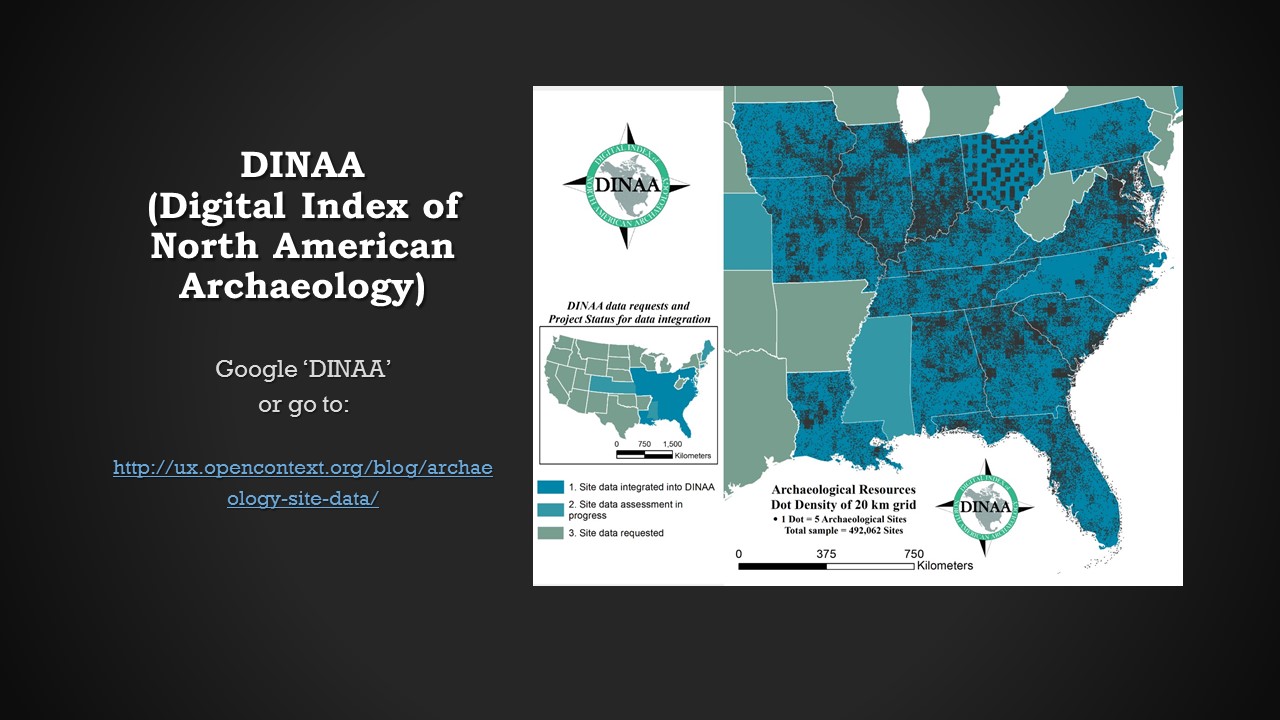 DINAA
(Digital Index of
North American
Archaeology)
Google ‘DINAA’
or go to:
http://ux.opencontext.org/blog/archae
ology-site-data/
DIGITAL INDEX of
DINAA
NORTH AMERICAN ARCHAEOLOGY
DINAA data requests and
Project Status for data integration
0 750 1,500
Kilometers
1. Site data integrated into DINAA
2. Site data assessment in
progress
3. Site data requested
Archaeological Resources
Dot Density of 20 km grid
• 1 Dot = 5 Archaeological Sites
Total sample = 492,062 Sites
0 375 750
Kilometers
DIGITAL INDEX of
DINAA
NORTH AMERICAN ARCHAEOLOGY